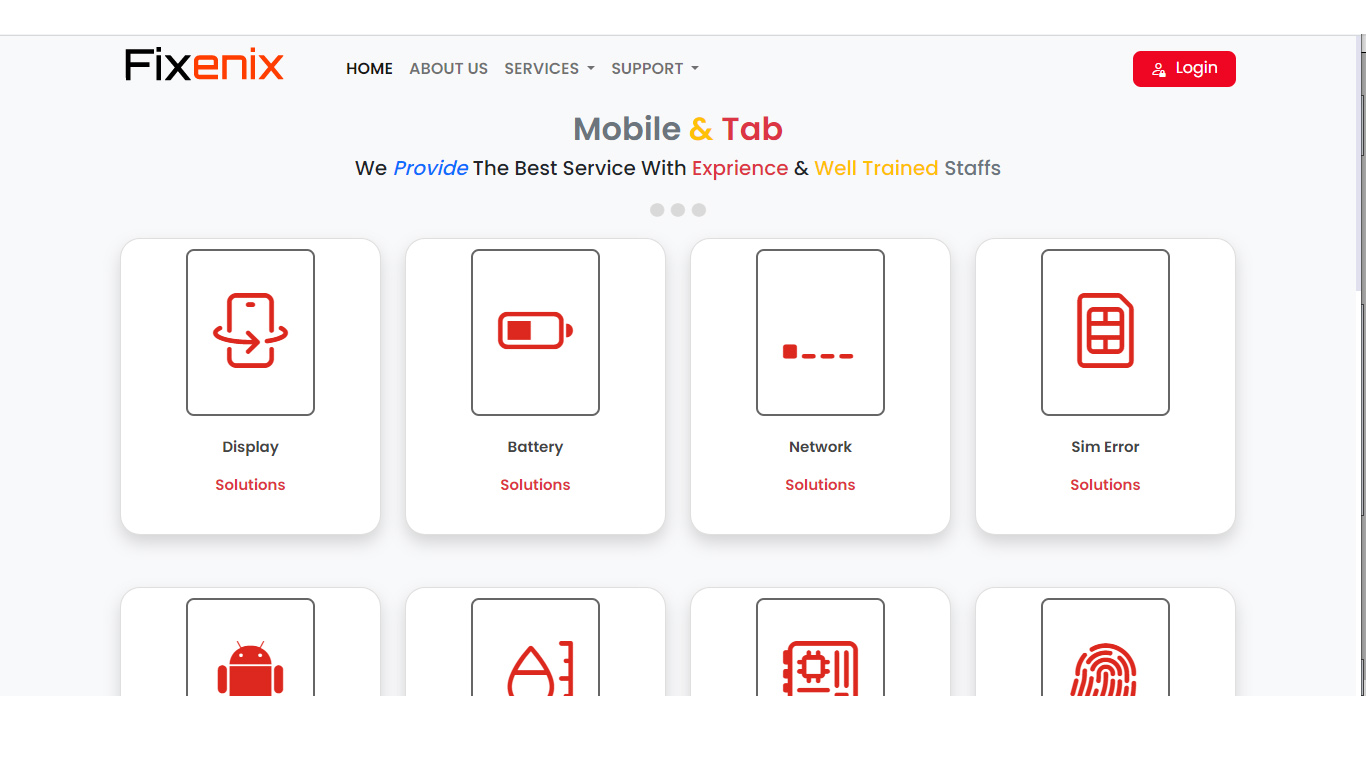 Fixenix HOME ABOUT US SERVICES SUPPORT Login
Mobile & Tab
We Provide The Best Service With Exprience & Well Trained Staffs
Display Battery Network Sim Error
Solutions Solutions Solutions Solutions